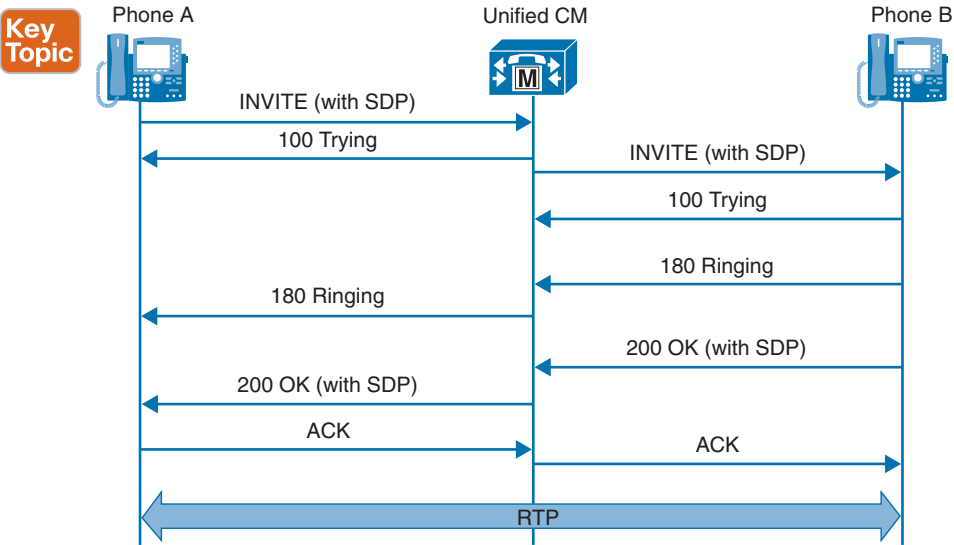 Key
Topic
Phone A
Unified CM
Phone B
M
INVITE (with SDP)
100 Trying
INVITE (with SDP)
100 Trying
180 Ringing
180 Ringing
200 OK (with SDP)
200 OK (with SDP)
ACK
ACK
RTP